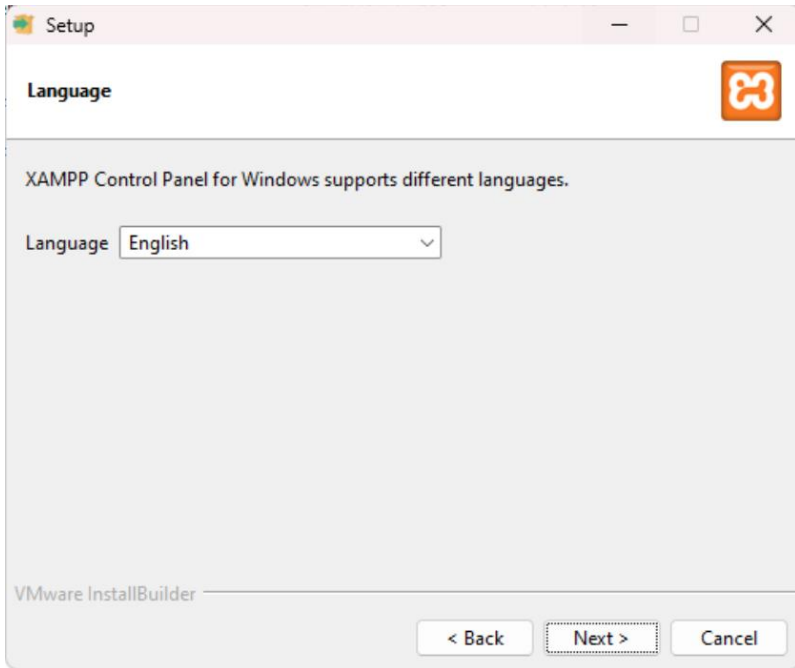 Setup
Language
XAMPP Control Panel for Windows supports different languages.
Language English
VMware InstallBuilder
< Back Next > Cancel